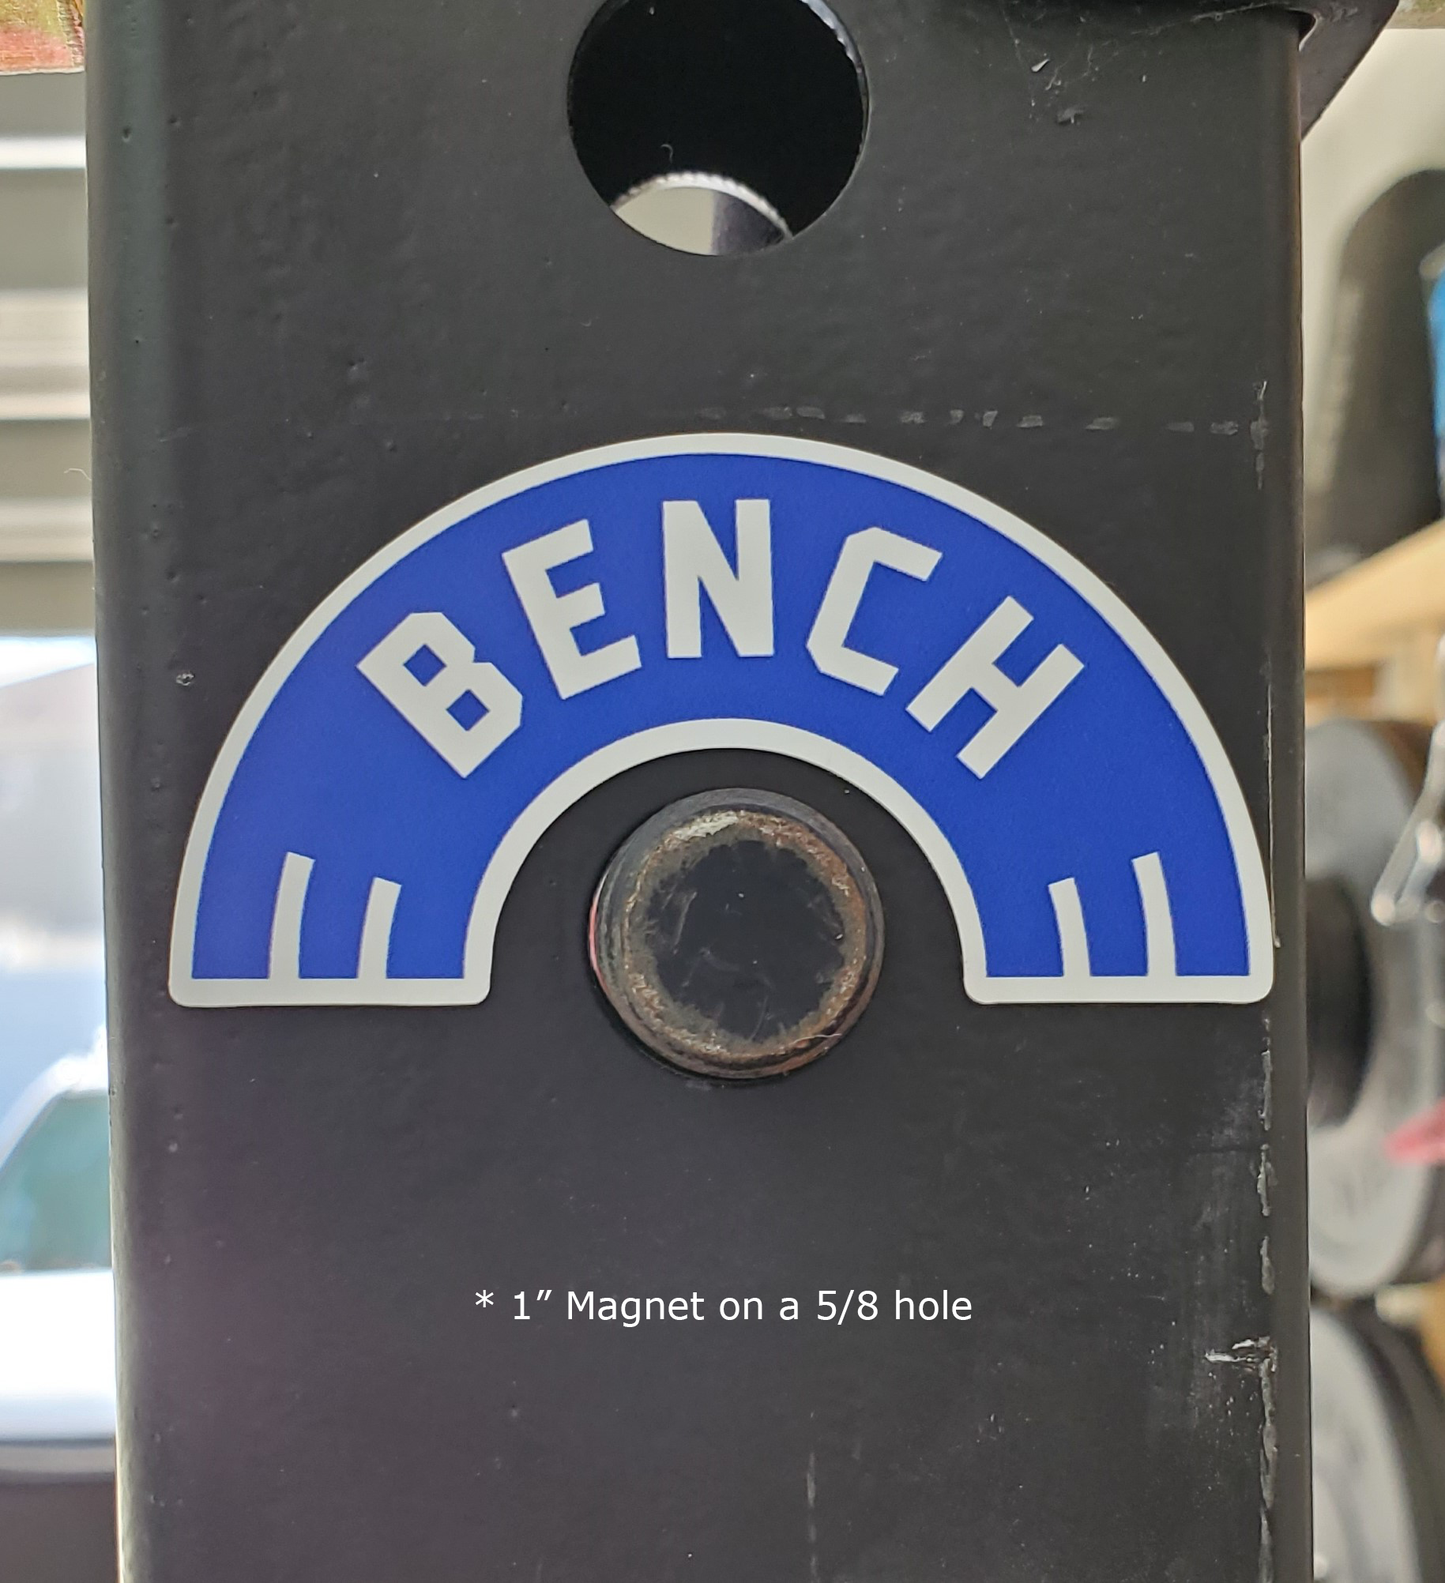 BENCH
* 1” Magnet on a 5/8 hole